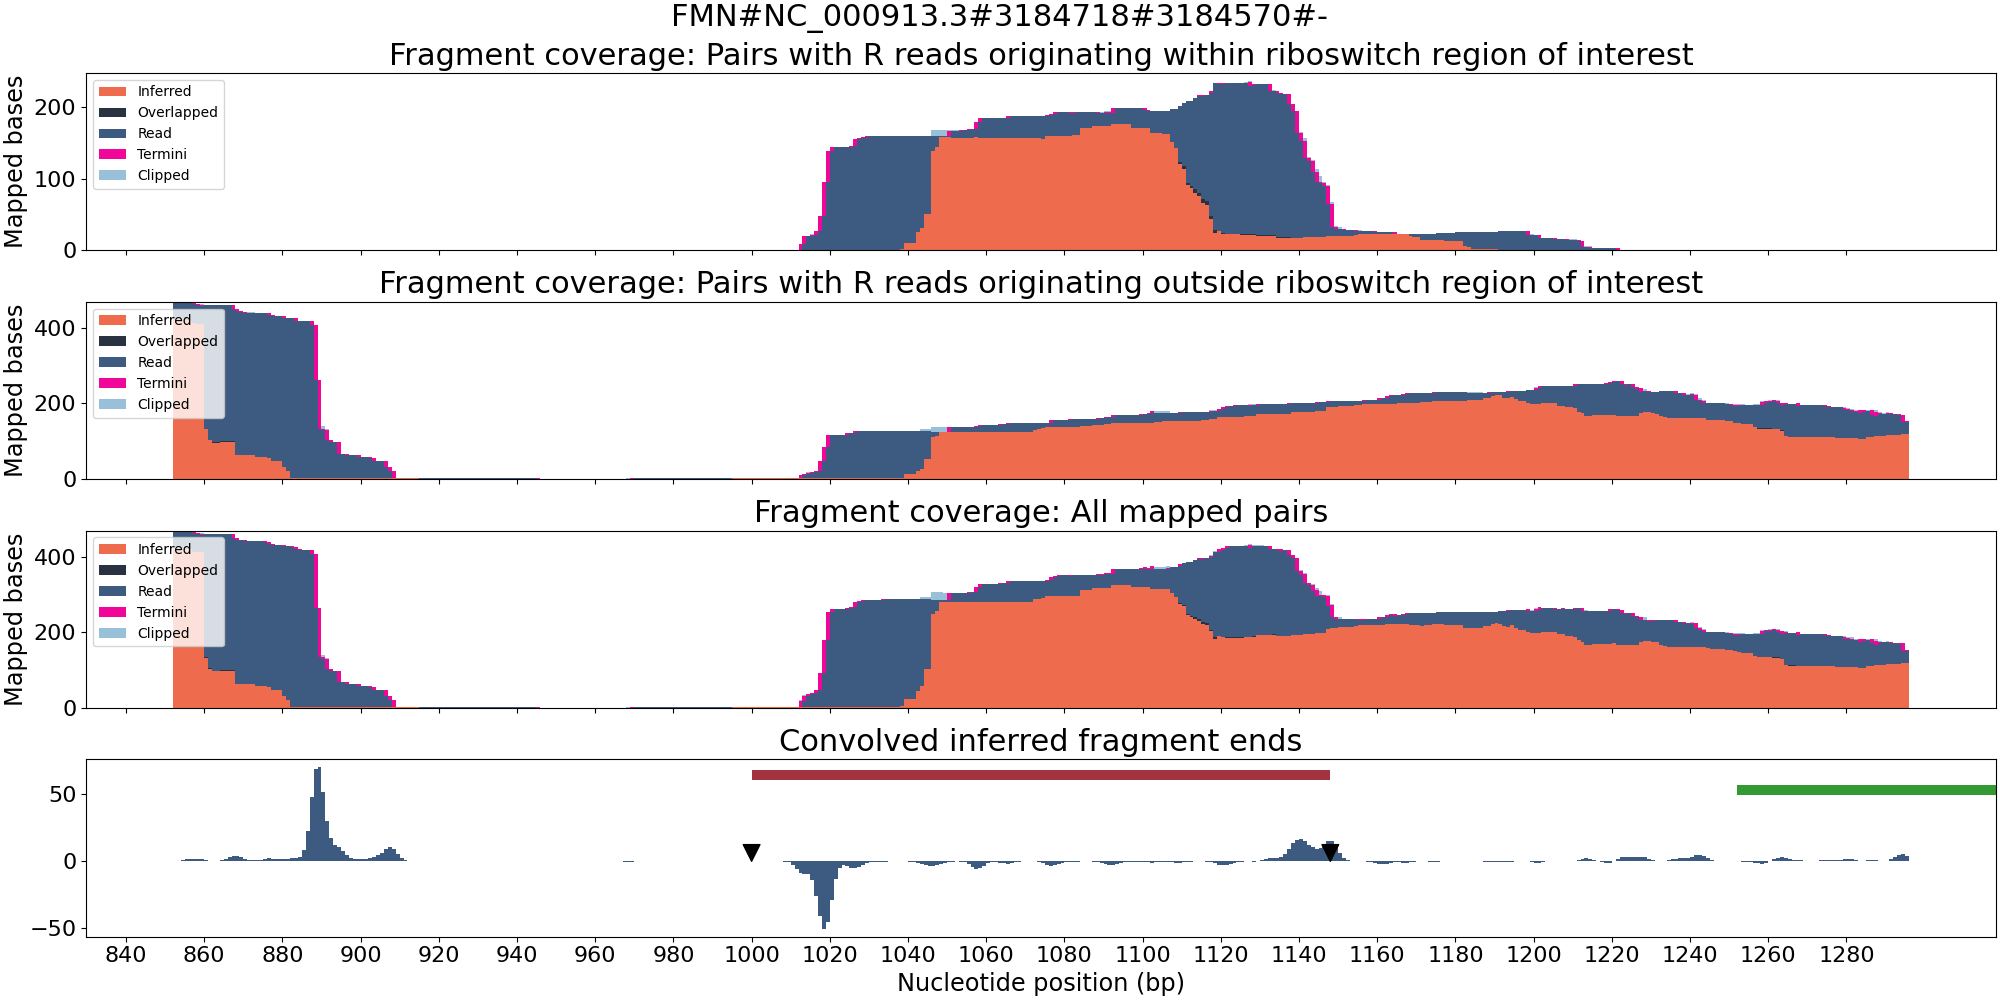 FMN#NC_000913.3#3184718#3184570#-
Fragment coverage: Pairs with R reads originating within riboswitch region of interest
Mapped bases
200
100
0
Inferred
Overlapped
Read
Termini
Clipped
Fragment coverage: Pairs with R reads originating outside riboswitch region of interest
Mapped bases
400
200
0
Inferred
Overlapped
Read
Termini
Clipped
Fragment coverage: All mapped pairs
Mapped bases
400
200
0
Inferred
Overlapped
Read
Termini
Clipped
Convolved inferred fragment ends
50
0
−50
840 860 880 900 920 940 960 980 1000 1020 1040 1060 1080 1100 1120 1140 1160 1180 1200 1220 1240 1260 1280
Nucleotide position (bp)